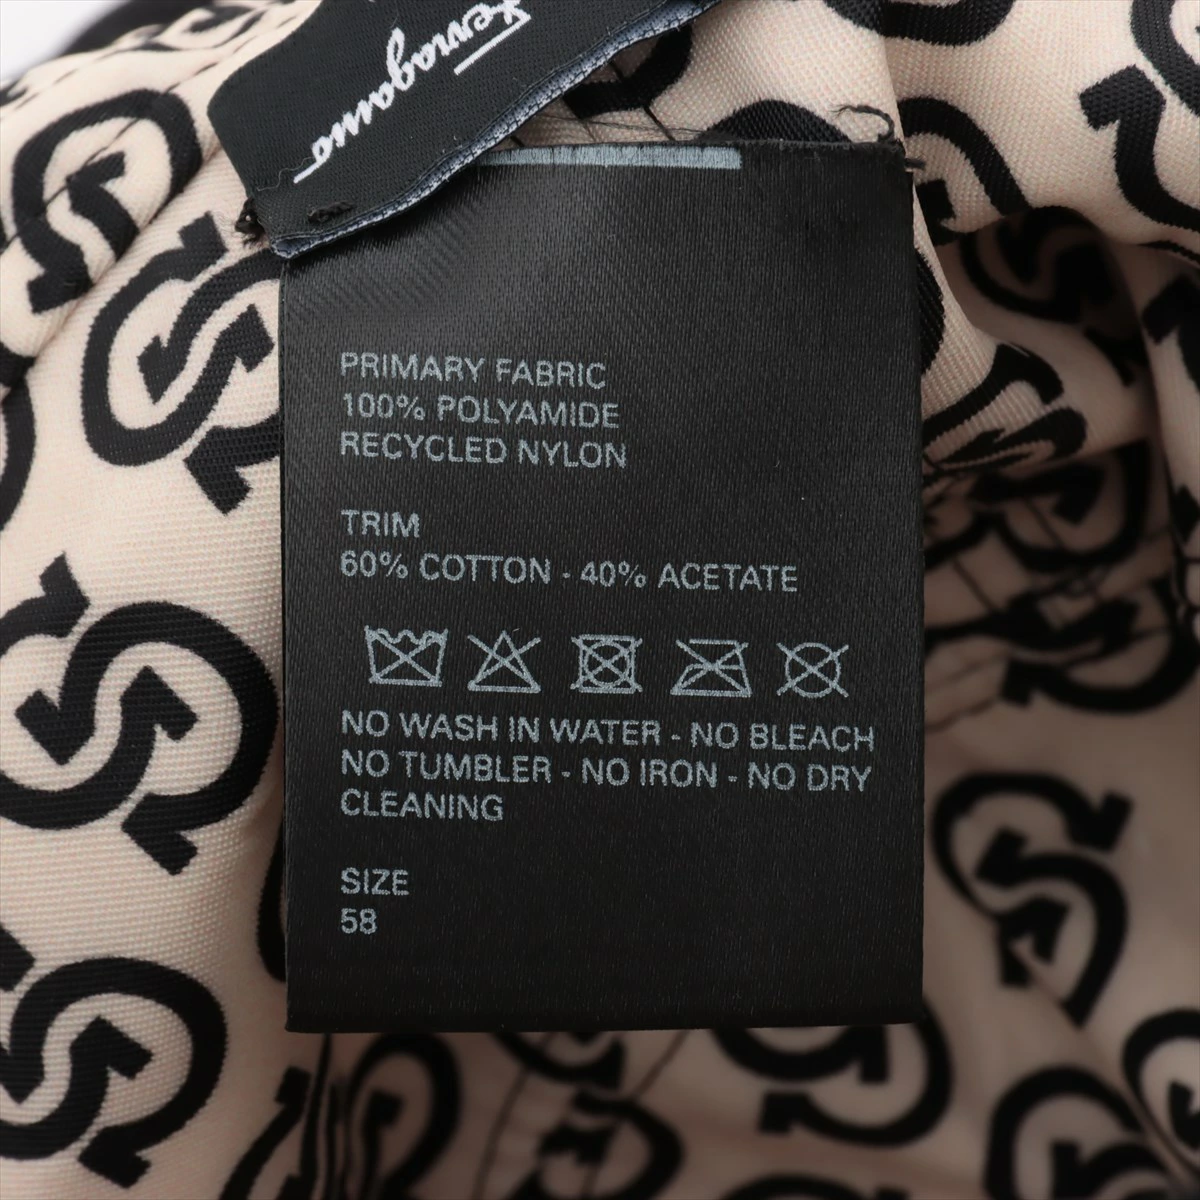 Ferragamo
PRIMARY FABRIC
100% POLYAMIDE
RECYCLED NYLON
TRIM
60% COTTON - 40% ACETATE
NO WASH IN WATER - NO BLEACH
NO TUMBLER - NO IRON - NO DRY
CLEANING
SIZE
58